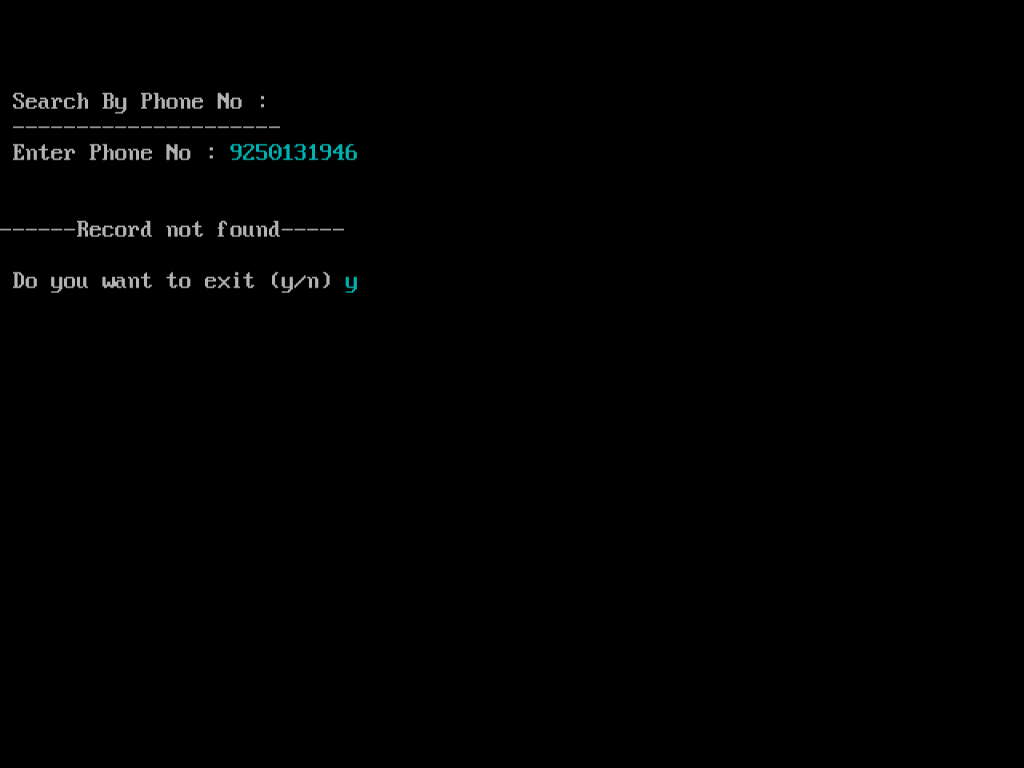 Search By Phone No :
---------------------
Enter Phone No : 9250131946
------Record not found-----
Do you want to exit (y/n) y